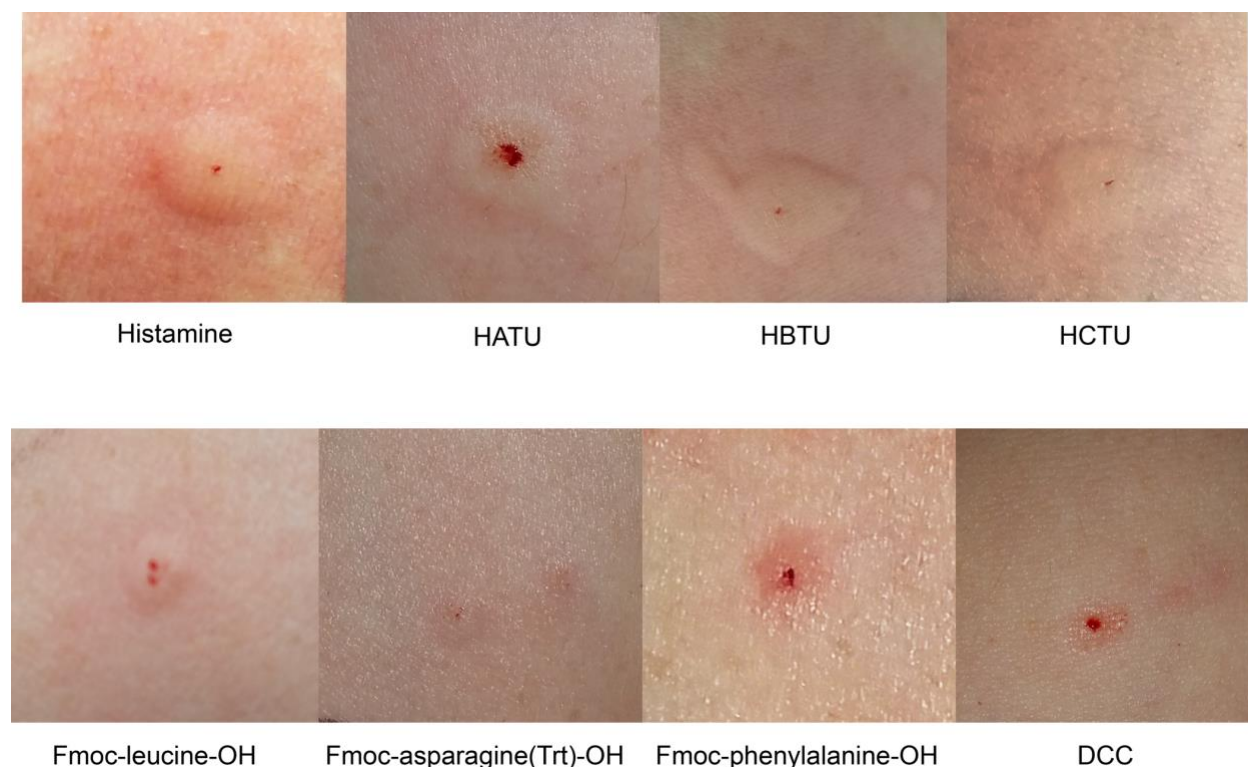 Histamine HATU HBTU HCTU
Fmoc-leucine-OH Fmoc-asparagine(Trt)-OH Fmoc-phenylalanine-OH DCC